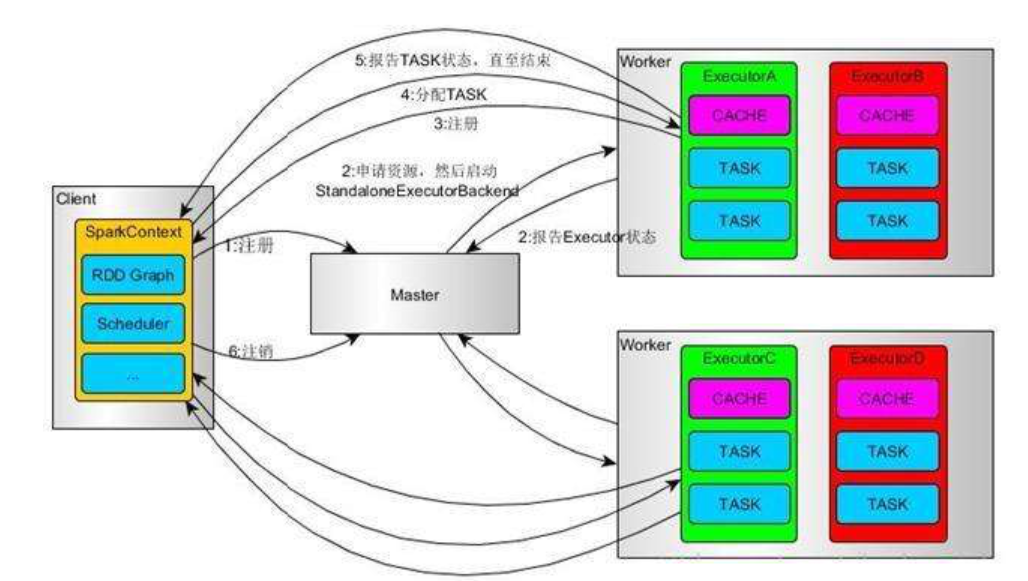 5:报告TASK状态，直至结束
4:分配TASK
3:注册
2:申请资源，然后启动
StandaloneExecutorBackend
1:注册
2:报告Executor状态
6:注销
Client
SparkContext
RDD Graph
Scheduler
...
Master
Worker
ExecutorA
CACHE
TASK
TASK
ExecutorB
CACHE
TASK
TASK
Worker
ExecutorC
CACHE
TASK
TASK
ExecutorD
CACHE
TASK
TASK